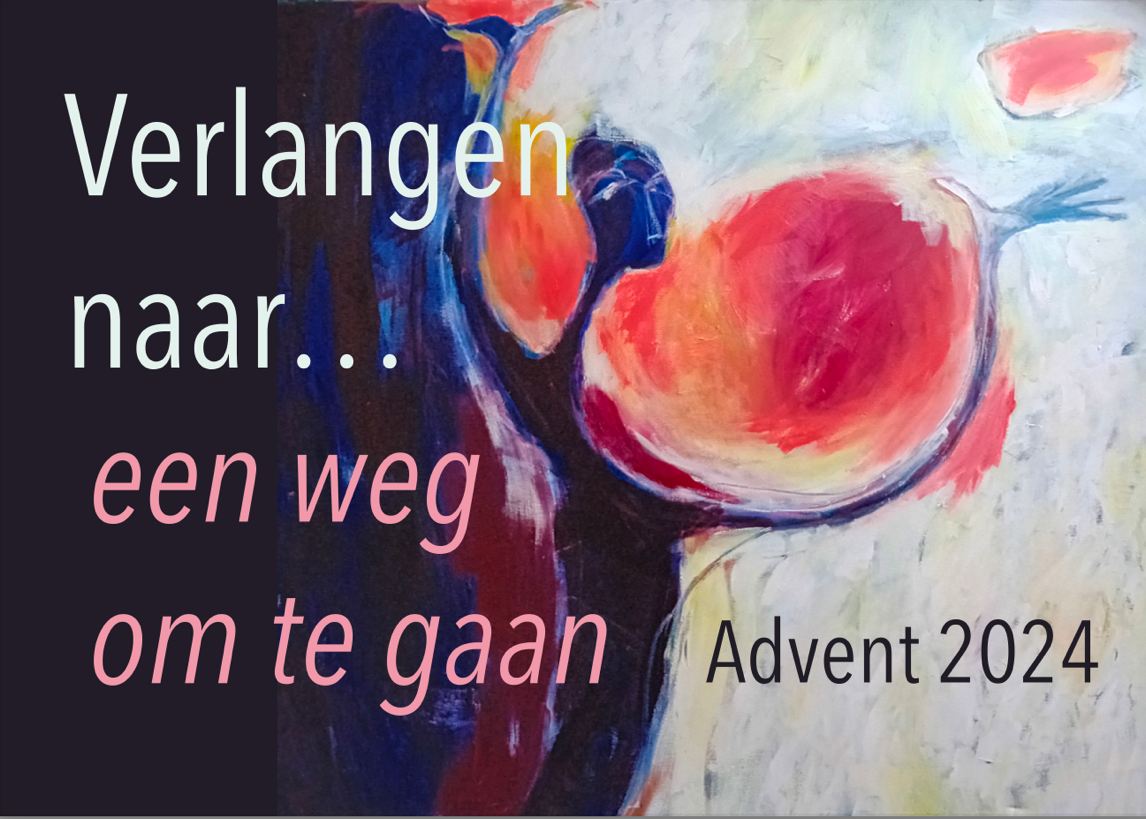 Verlangen
naar...
een weg
om te gaan
Advent 2024